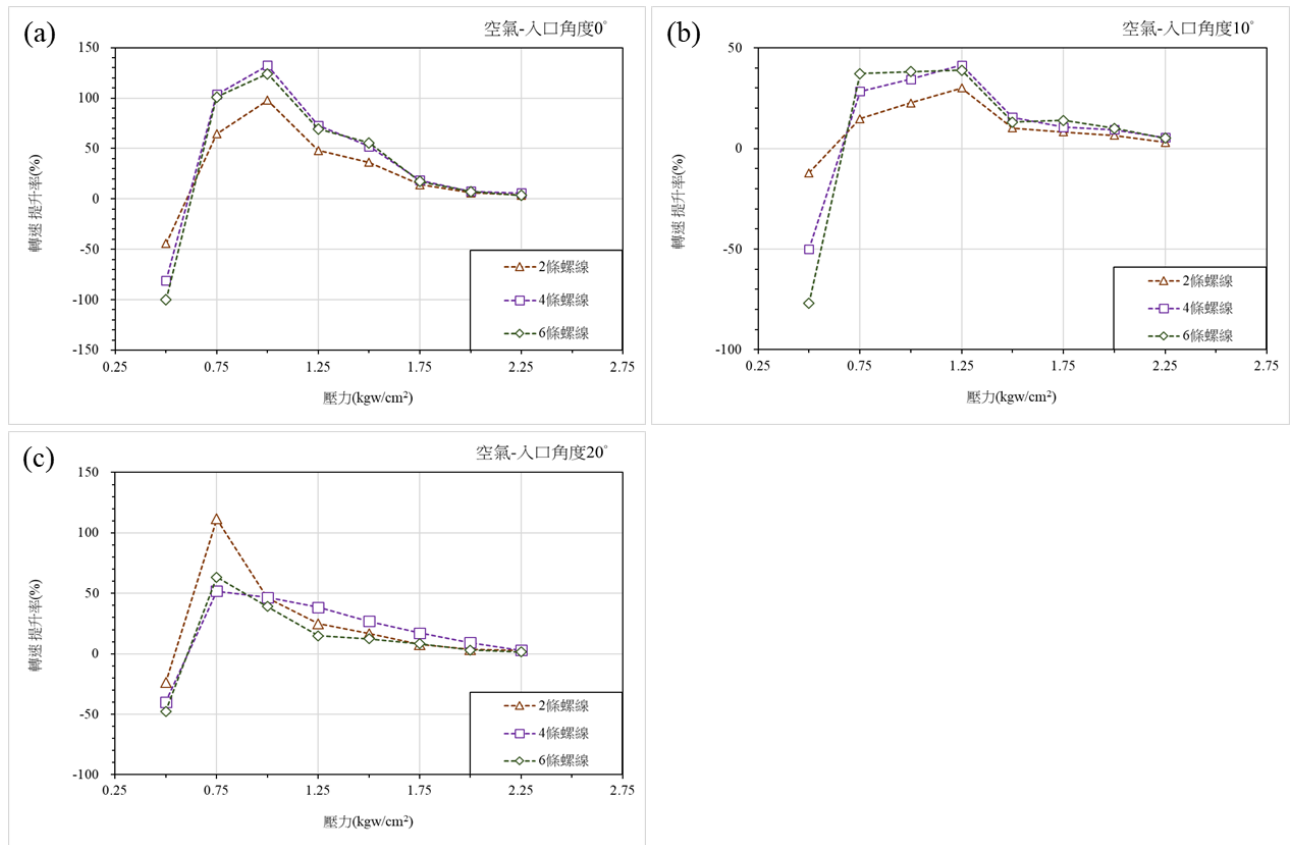 (a)
空氣-入口角度0°
150
100
50
0
-50
-100
-150
轉速 提升率(%)
2條螺線
4條螺線
6條螺線
0.25
0.75
1.25
1.75
2.25
2.75
壓力(kgw/cm²)
(b)
空氣-入口角度10°
50
0
-50
-100
轉速 提升率(%)
2條螺線
4條螺線
6條螺線
0.25
0.75
1.25
1.75
2.25
2.75
壓力(kgw/cm²)
(c)
空氣-入口角度20°
150
100
50
0
-50
-100
轉速 提升率(%)
2條螺線
4條螺線
6條螺線
0.25
0.75
1.25
1.75
2.25
2.75
壓力(kgw/cm²)